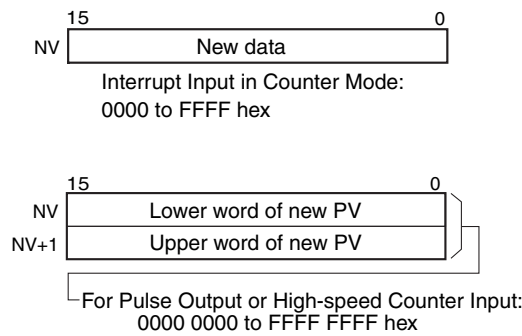 15 0
NV New data
Interrupt Input in Counter Mode:
0000 to FFFF hex
15 0
NV Lower word of new PV
NV+1 Upper word of new PV
For Pulse Output or High-speed Counter Input:
0000 0000 to FFFF FFFF hex